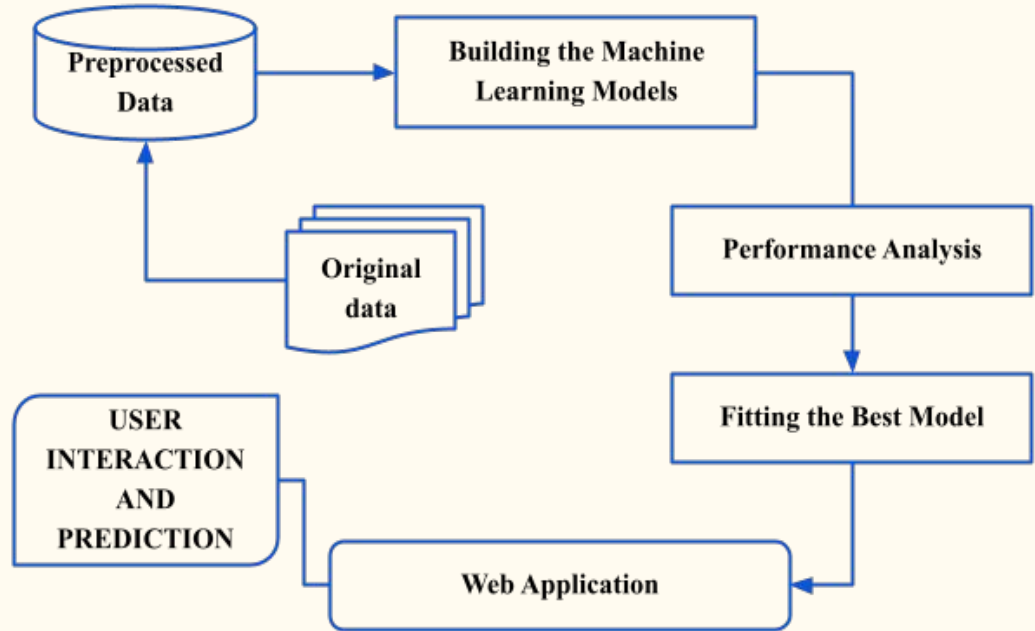 Preprocessed
Data
Building the Machine
Learning Models
Original
data
Performance Analysis
Fitting the Best Model
USER
INTERACTION
AND
PREDICTION
Web Application